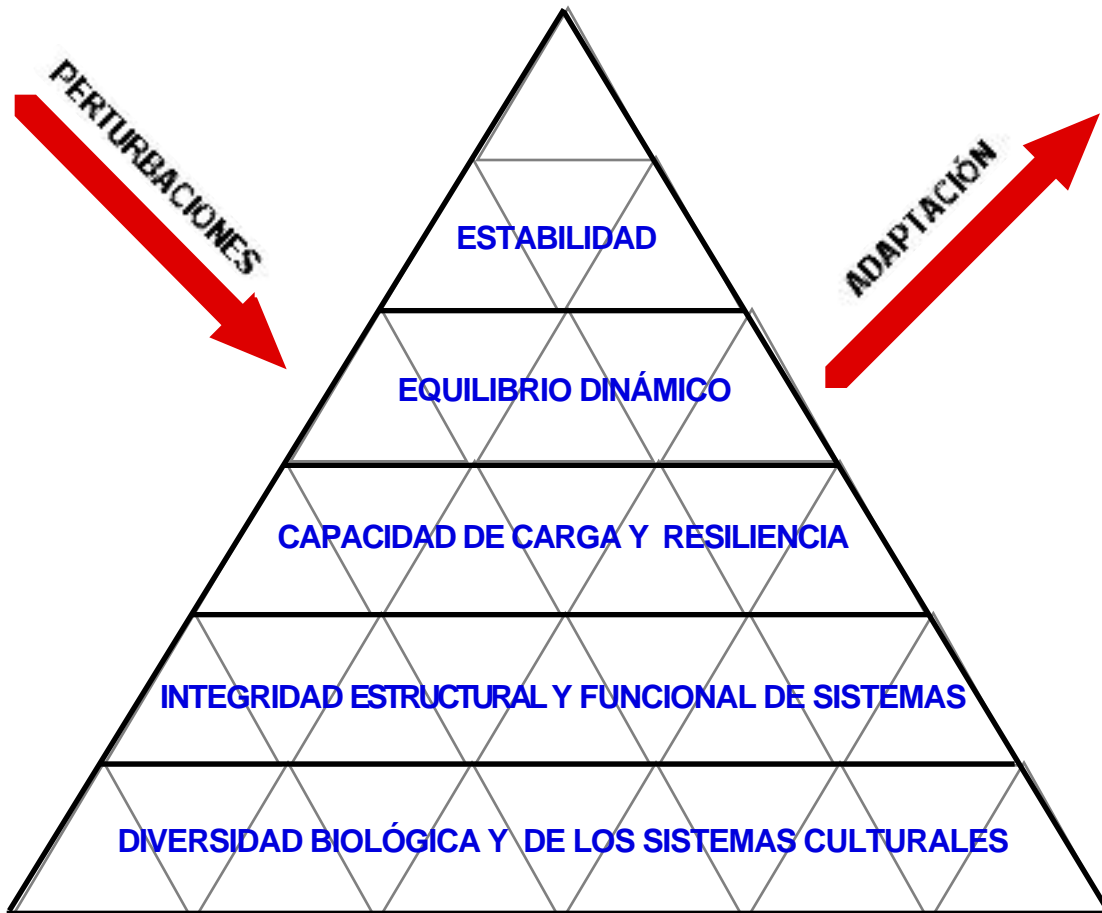 PERTURBACIONES
ADAPTACIÓN
ESTABILIDAD
EQUILIBRIO DINÁMICO
CAPACIDAD DE CARGA Y RESILIENCIA
INTEGRIDAD ESTRUCTURAL Y FUNCIONAL DE SISTEMAS
DIVERSIDAD BIOLÓGICA Y DE LOS SISTEMAS CULTURALES